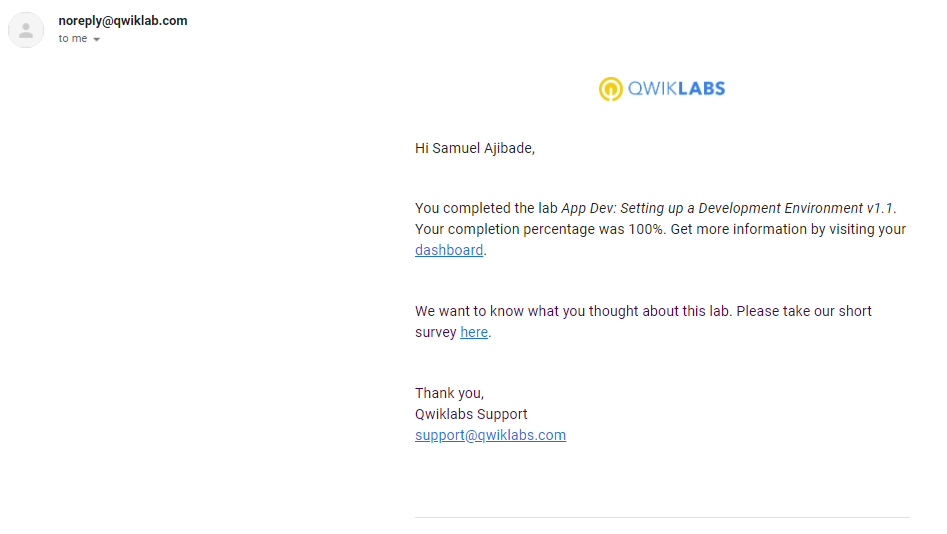 noreply@qwiklab.com
to me
QWIKLABS
Hi Samuel Ajibade,
You completed the lab App Dev: Setting up a Development Environment v1.1.
Your completion percentage was 100%. Get more information by visiting your
dashboard.
We want to know what you thought about this lab. Please take our short
survey here.
Thank you,
Qwiklabs Support
support@qwiklabs.com